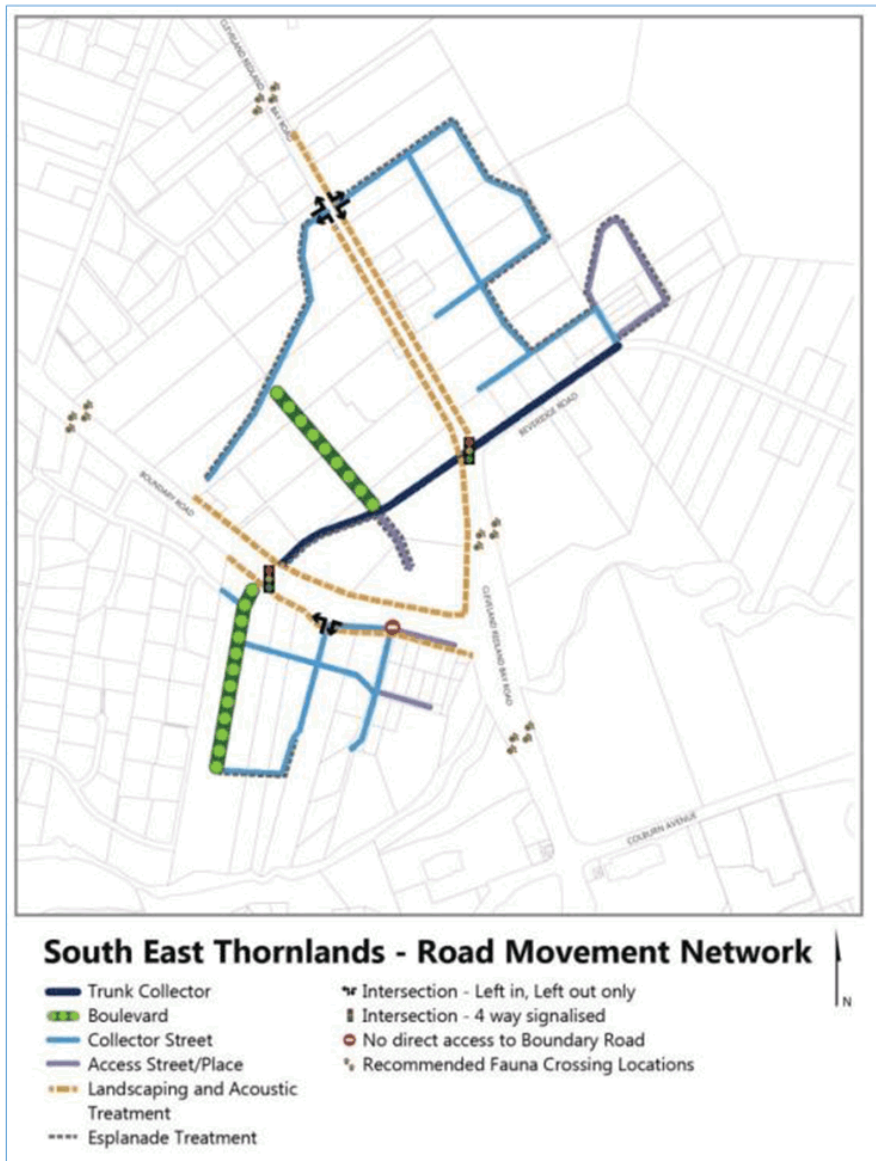 CLEVELAND REDLAND BAY ROAD
BEVERIDGE ROAD
BOUNDARY ROAD
CLEVELAND REDLAND BAY ROAD
COLBURN AVENUE
South East Thornlands - Road Movement Network
N
Trunk Collector
Boulevard
Collector Street
Access Street/Place
Landscaping and Acoustic
Treatment
Esplanade Treatment
Intersection - Left in, Left out only
Intersection - 4 way signalised
No direct access to Boundary Road
Recommended Fauna Crossing Locations